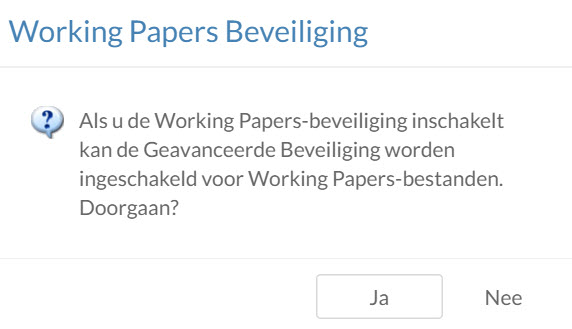 Working Papers Beveiliging
Als u de Working Papers-beveiliging inschakelt
kan de Geavanceerde Beveiliging worden
ingeschakeld voor Working Papers-bestanden.
Doorgaan?
Ja
Nee